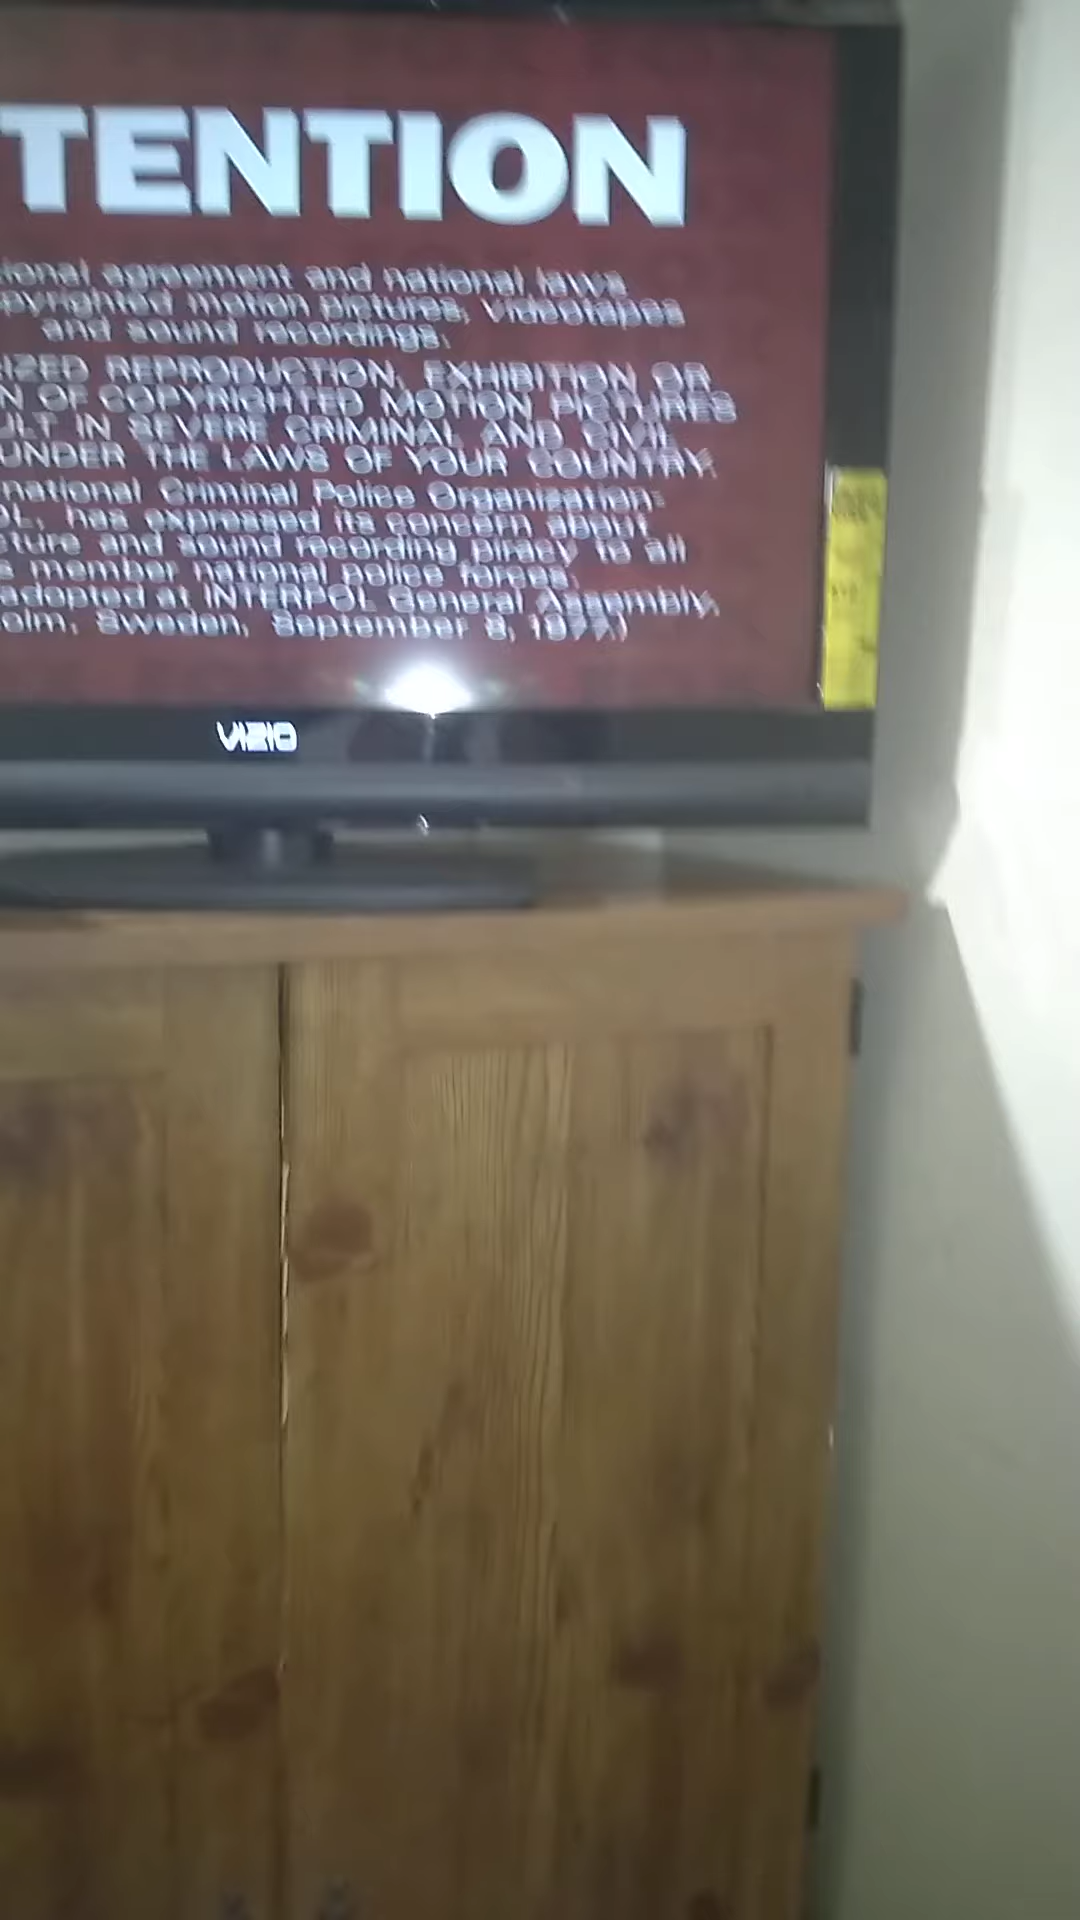 TENTION
ional agreement and national laws
pyrighted motion pictures, videotapes
and sound recordings.
IZED REPRODUCTION, EXHIBITION OR
N OF COPYRIGHTED MOTION PICTURES
ULT IN SEVERE CRIMINAL AND CIVIL
UNDER THE LAWS OF YOUR COUNTRY.
national Criminal Police Organization-
OL, has expressed its concern about
cture and sound recording piracy to all
s member national police forces.
adopted at INTERPOL General Assembly,
olm, Sweden, September 8, 1977.)
VIZIO